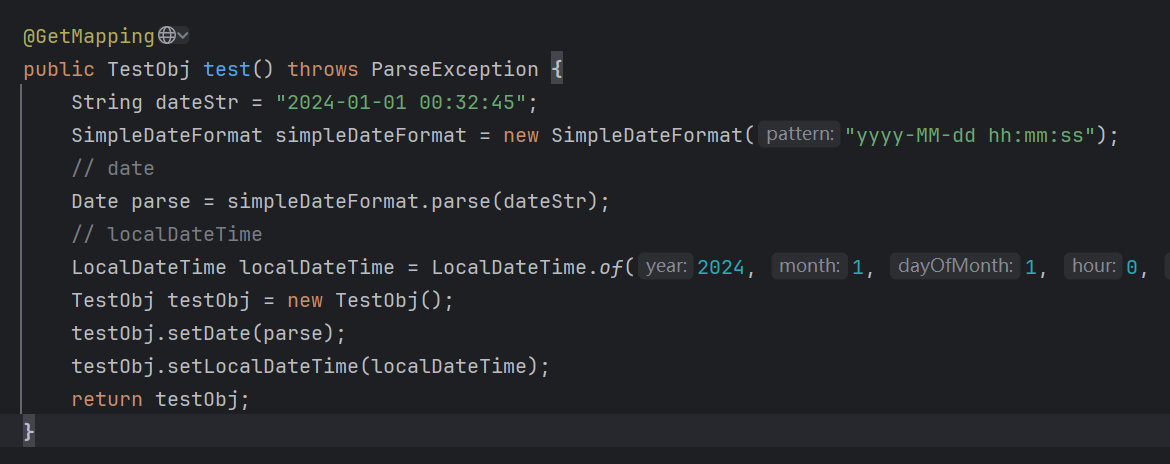 @GetMapping
public TestObj test() throws ParseException {
String dateStr = "2024-01-01 00:32:45";
SimpleDateFormat simpleDateFormat = new SimpleDateFormat( pattern: "yyyy-MM-dd hh:mm:ss");
// date
Date parse = simpleDateFormat.parse(dateStr);
// localDateTime
LocalDateTime localDateTime = LocalDateTime.of( year: 2024, month: 1, dayOfMonth: 1, hour: 0,
TestObj testObj = new TestObj();
testObj.setDate(parse);
testObj.setLocalDateTime(localDateTime);
return testObj;
}